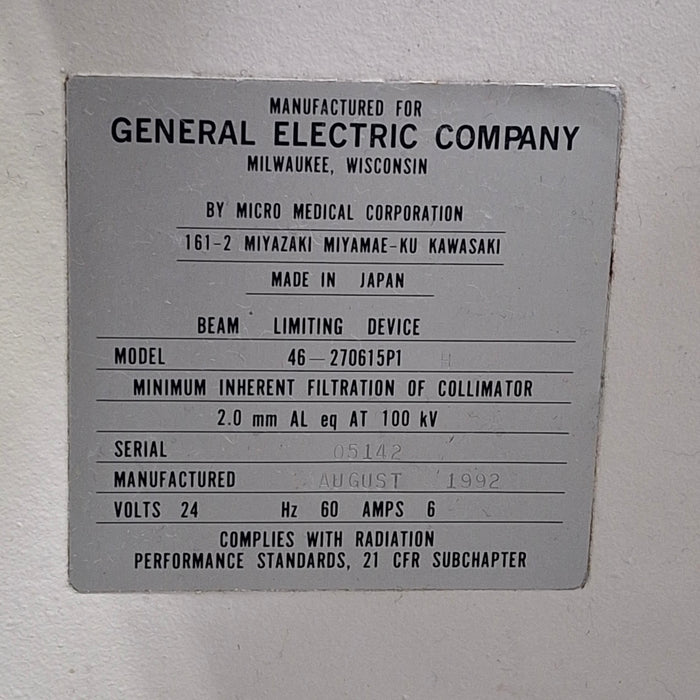 MANUFACTURED FOR
GENERAL ELECTRIC COMPANY
MILWAUKEE, WISCONSIN
BY MICRO MEDICAL CORPORATION
161-2 MIYAZAKI MIYAMAE-KU KAWASAKI
MADE IN JAPAN
BEAM LIMITING DEVICE
MODEL 46-270615P1 H
MINIMUM INHERENT FILTRATION OF COLLIMATOR
2.0 mm AL eq AT 100 kV
SERIAL 05142
MANUFACTURED AUGUST 1992
VOLTS 24 Hz 60 AMPS 6
COMPLIES WITH RADIATION
PERFORMANCE STANDARDS, 21 CFR SUBCHAPTER